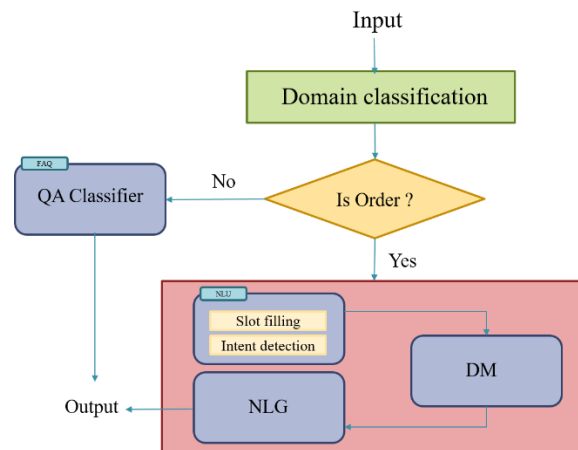 Input
Domain classification
FAQ
QA Classifier
No
Is Order ?
Yes
NLU
Slot filling
Intent detection
DM
NLG
Output